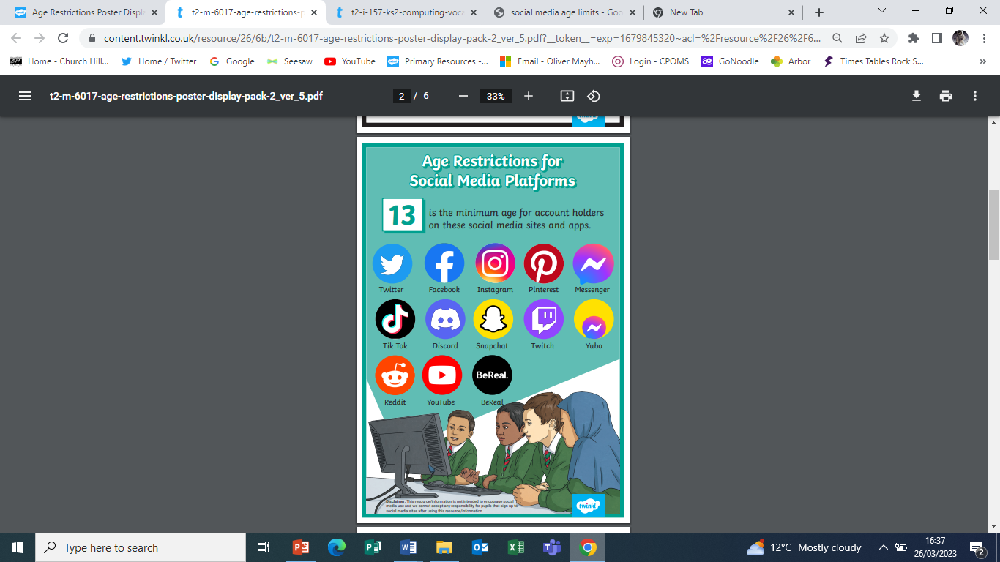 Age Restrictions Poster Displ
t2-m-6017-age-restrictions-p
t2-i-157-ks2-computing-voca
social media age limits - Goo
New Tab
content.twinkl.co.uk/resource/26/6b/t2-m-6017-age-restrictions-poster-display-pack-2_ver_5.pdf?__token__=exp=1679845320~acl=%2Fresource%2F26%2F6...
Home - Church Hill... Home / Twitter Google Seesaw YouTube Primary Resources -... Email - Oliver Mayh... Login - CPOMS GoNoodle Arbor Times Tables Rock S... »
t2-m-6017-age-restrictions-poster-display-pack-2_ver_5.pdf 2 / 6 33%
Age Restrictions for
Social Media Platforms
13 is the minimum age for account holders
on these social media sites and apps.
Twitter Facebook Instagram Pinterest Messenger
Tik Tok Discord Snapchat Twitch Yubo
BeReal.
Reddit YouTube BeReal
Disclaimer: This resource/information is not intended to encourage social
media use and we cannot accept any responsibility for pupils that sign up to
social media sites after using this resource/information.
twinkl
Type here to search
12°C Mostly cloudy
16:37
26/03/2023
2